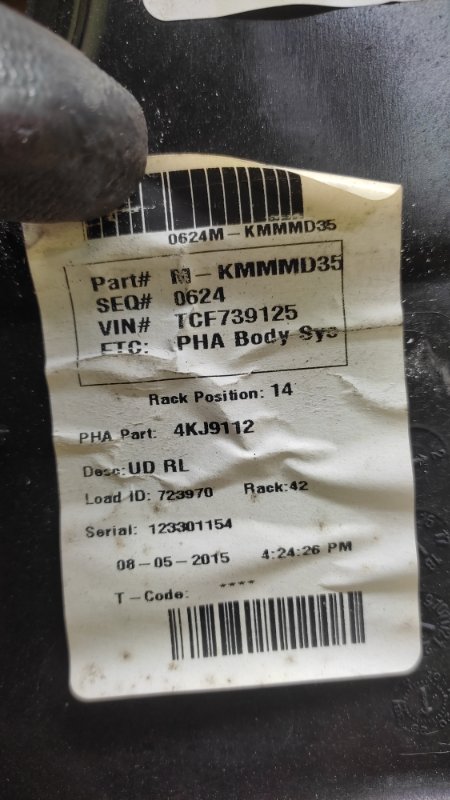 0624M-KMMMD35
Part# M-KMMMD35
SEQ# 0624
VIN# TCF739125
ETC: PHA Body Sys
Rack Position: 14
PHA Part: 4KJ9112
Desc:UD RL
Load ID: 723970 Rack:42
Serial: 123301154
08-05-2015 4:24:26 PM
T-Code: ****